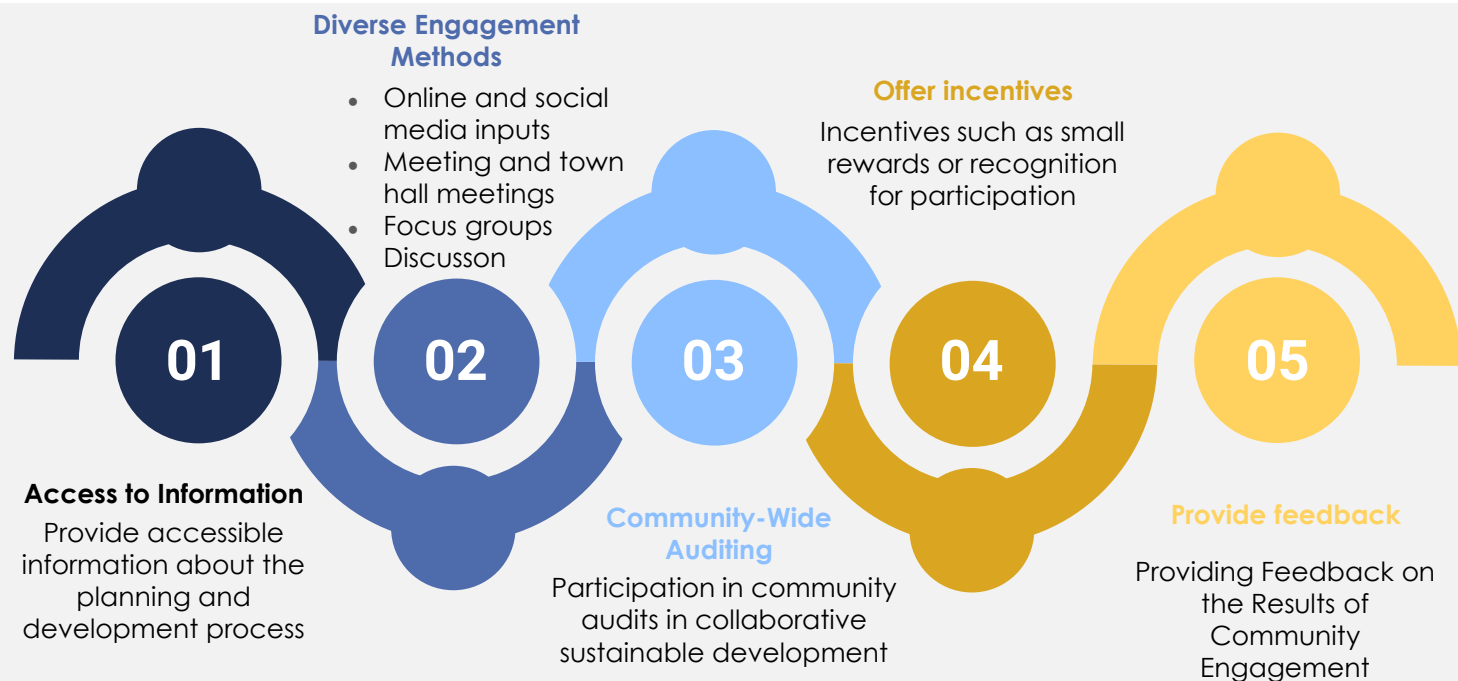 01
Access to Information
Provide accessible
information about the
planning and
development process
Diverse Engagement
Methods
● Online and social
media inputs
● Meeting and town
hall meetings
● Focus groups
Discusson
02
03
Community-Wide
Auditing
Participation in community
audits in collaborative
sustainable development
Offer incentives
Incentives such as small
rewards or recognition
for participation
04
05
Provide feedback
Providing Feedback on
the Results of
Community
Engagement